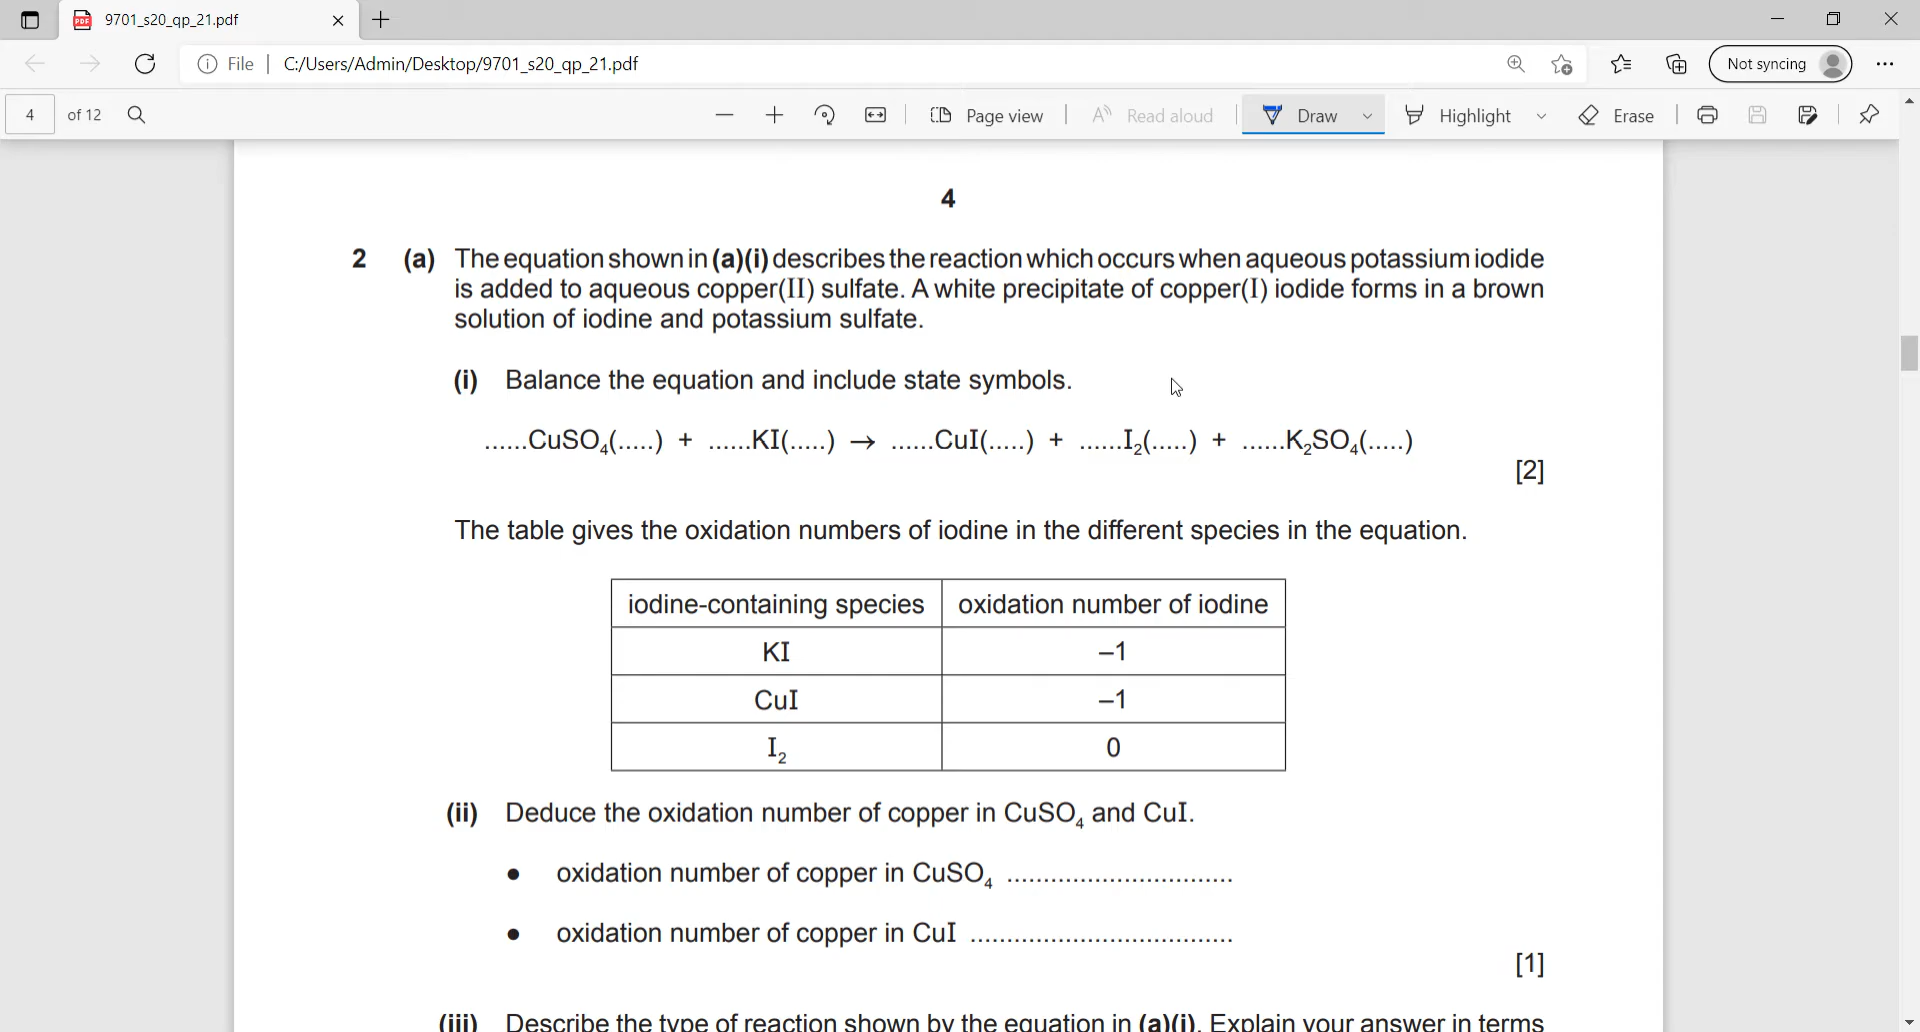 9701_s20_qp_21.pdf
File | C:/Users/Admin/Desktop/9701_s20_qp_21.pdf
Not syncing
4 of 12
Page view
Read aloud
Draw
Highlight
Erase
4
2 (a) The equation shown in (a)(i) describes the reaction which occurs when aqueous potassium iodide
is added to aqueous copper(II) sulfate. A white precipitate of copper(I) iodide forms in a brown
solution of iodine and potassium sulfate.
(i) Balance the equation and include state symbols.
......CuSO₄(.....) + ......KI(.....) → ......CuI(.....) + ......I₂(.....) + ......K₂SO₄(.....)
[2]
The table gives the oxidation numbers of iodine in the different species in the equation.
iodine-containing species oxidation number of iodine
KI –1
CuI –1
I₂ 0
(ii) Deduce the oxidation number of copper in CuSO₄ and CuI.
● oxidation number of copper in CuSO₄ ...............................
● oxidation number of copper in CuI ....................................
[1]
(iii) Describe the type of reaction shown by the equation in (a)(i). Explain your answer in terms